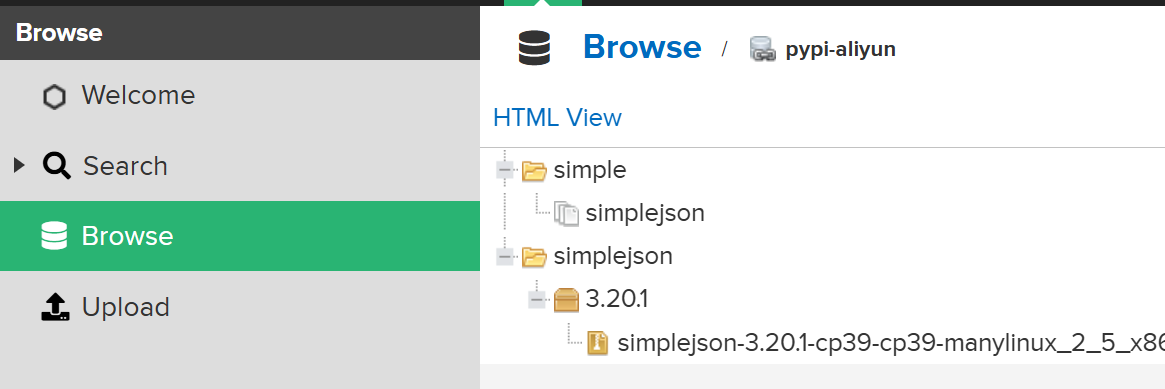 Browse
Welcome
Search
Browse
Upload
Browse / pypi-aliyun
HTML View
simple
simplejson
simplejson
3.20.1
simplejson-3.20.1-cp39-cp39-manylinux_2_5_x86